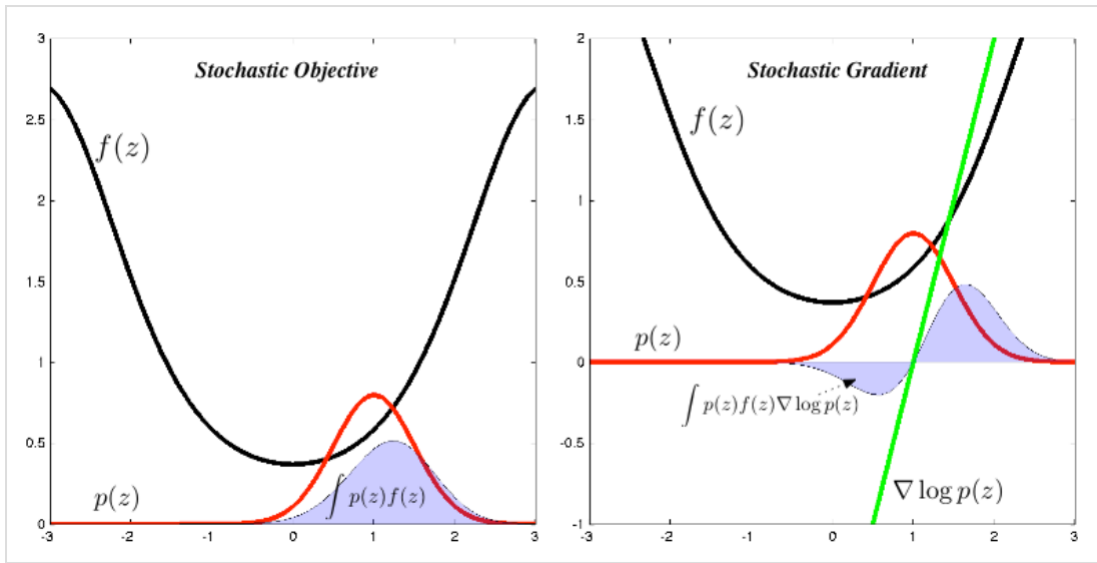 Stochastic Objective
3
2.5
2
1.5
1
0.5
0
f(z)
p(z)
∫ p(z)f(z)
-3 -2 -1 0 1 2 3
Stochastic Gradient
2
1.5
1
0.5
0
-0.5
-1
f(z)
p(z)
∫ p(z)f(z)∇ log p(z)
∇ log p(z)
-3 -2 -1 0 1 2 3